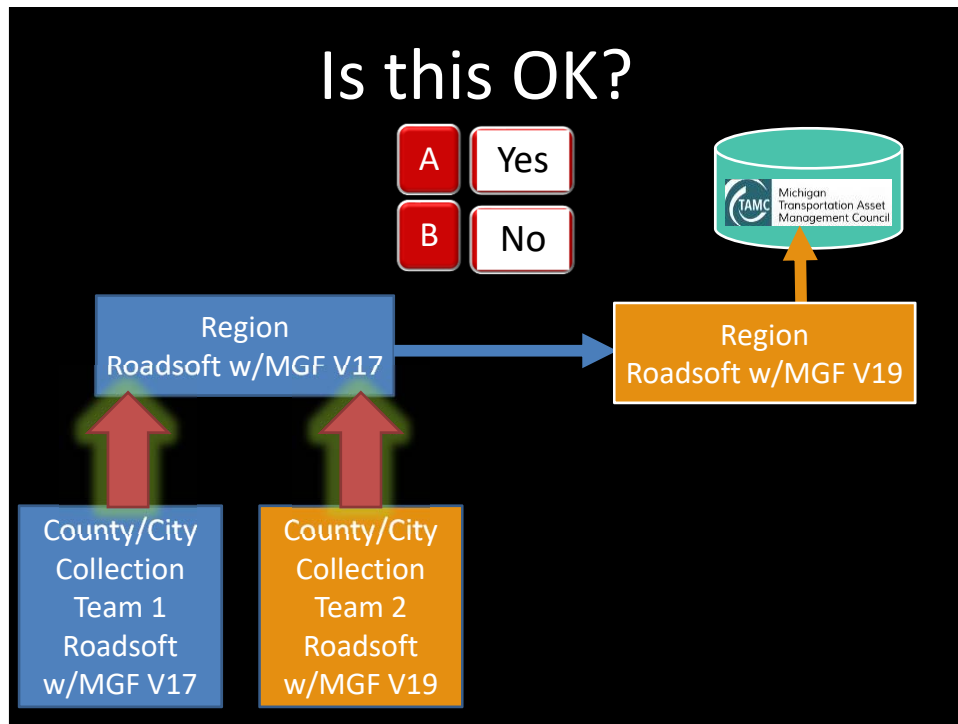 Is this OK?
A Yes
B No
TAMC
Michigan
Transportation Asset
Management Council
Region
Roadsoft w/MGF V17
Region
Roadsoft w/MGF V19
County/City
Collection
Team 1
Roadsoft
w/MGF V17
County/City
Collection
Team 2
Roadsoft
w/MGF V19